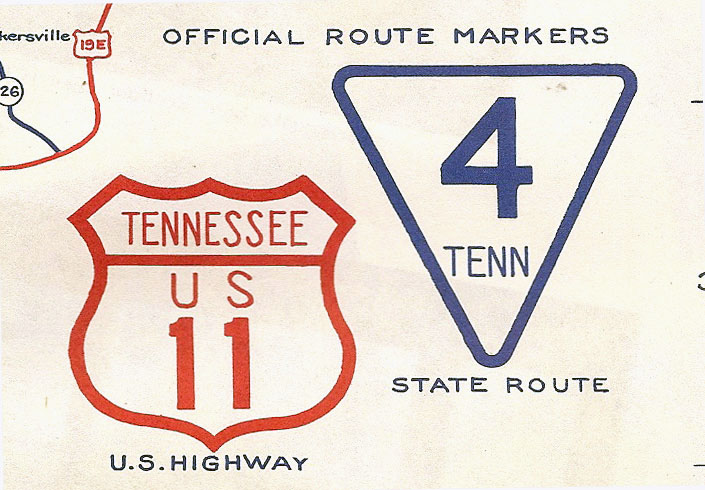 kersville
19E
26
OFFICIAL ROUTE MARKERS
TENNESSEE
US
11
U.S. HIGHWAY
4
TENN
STATE ROUTE